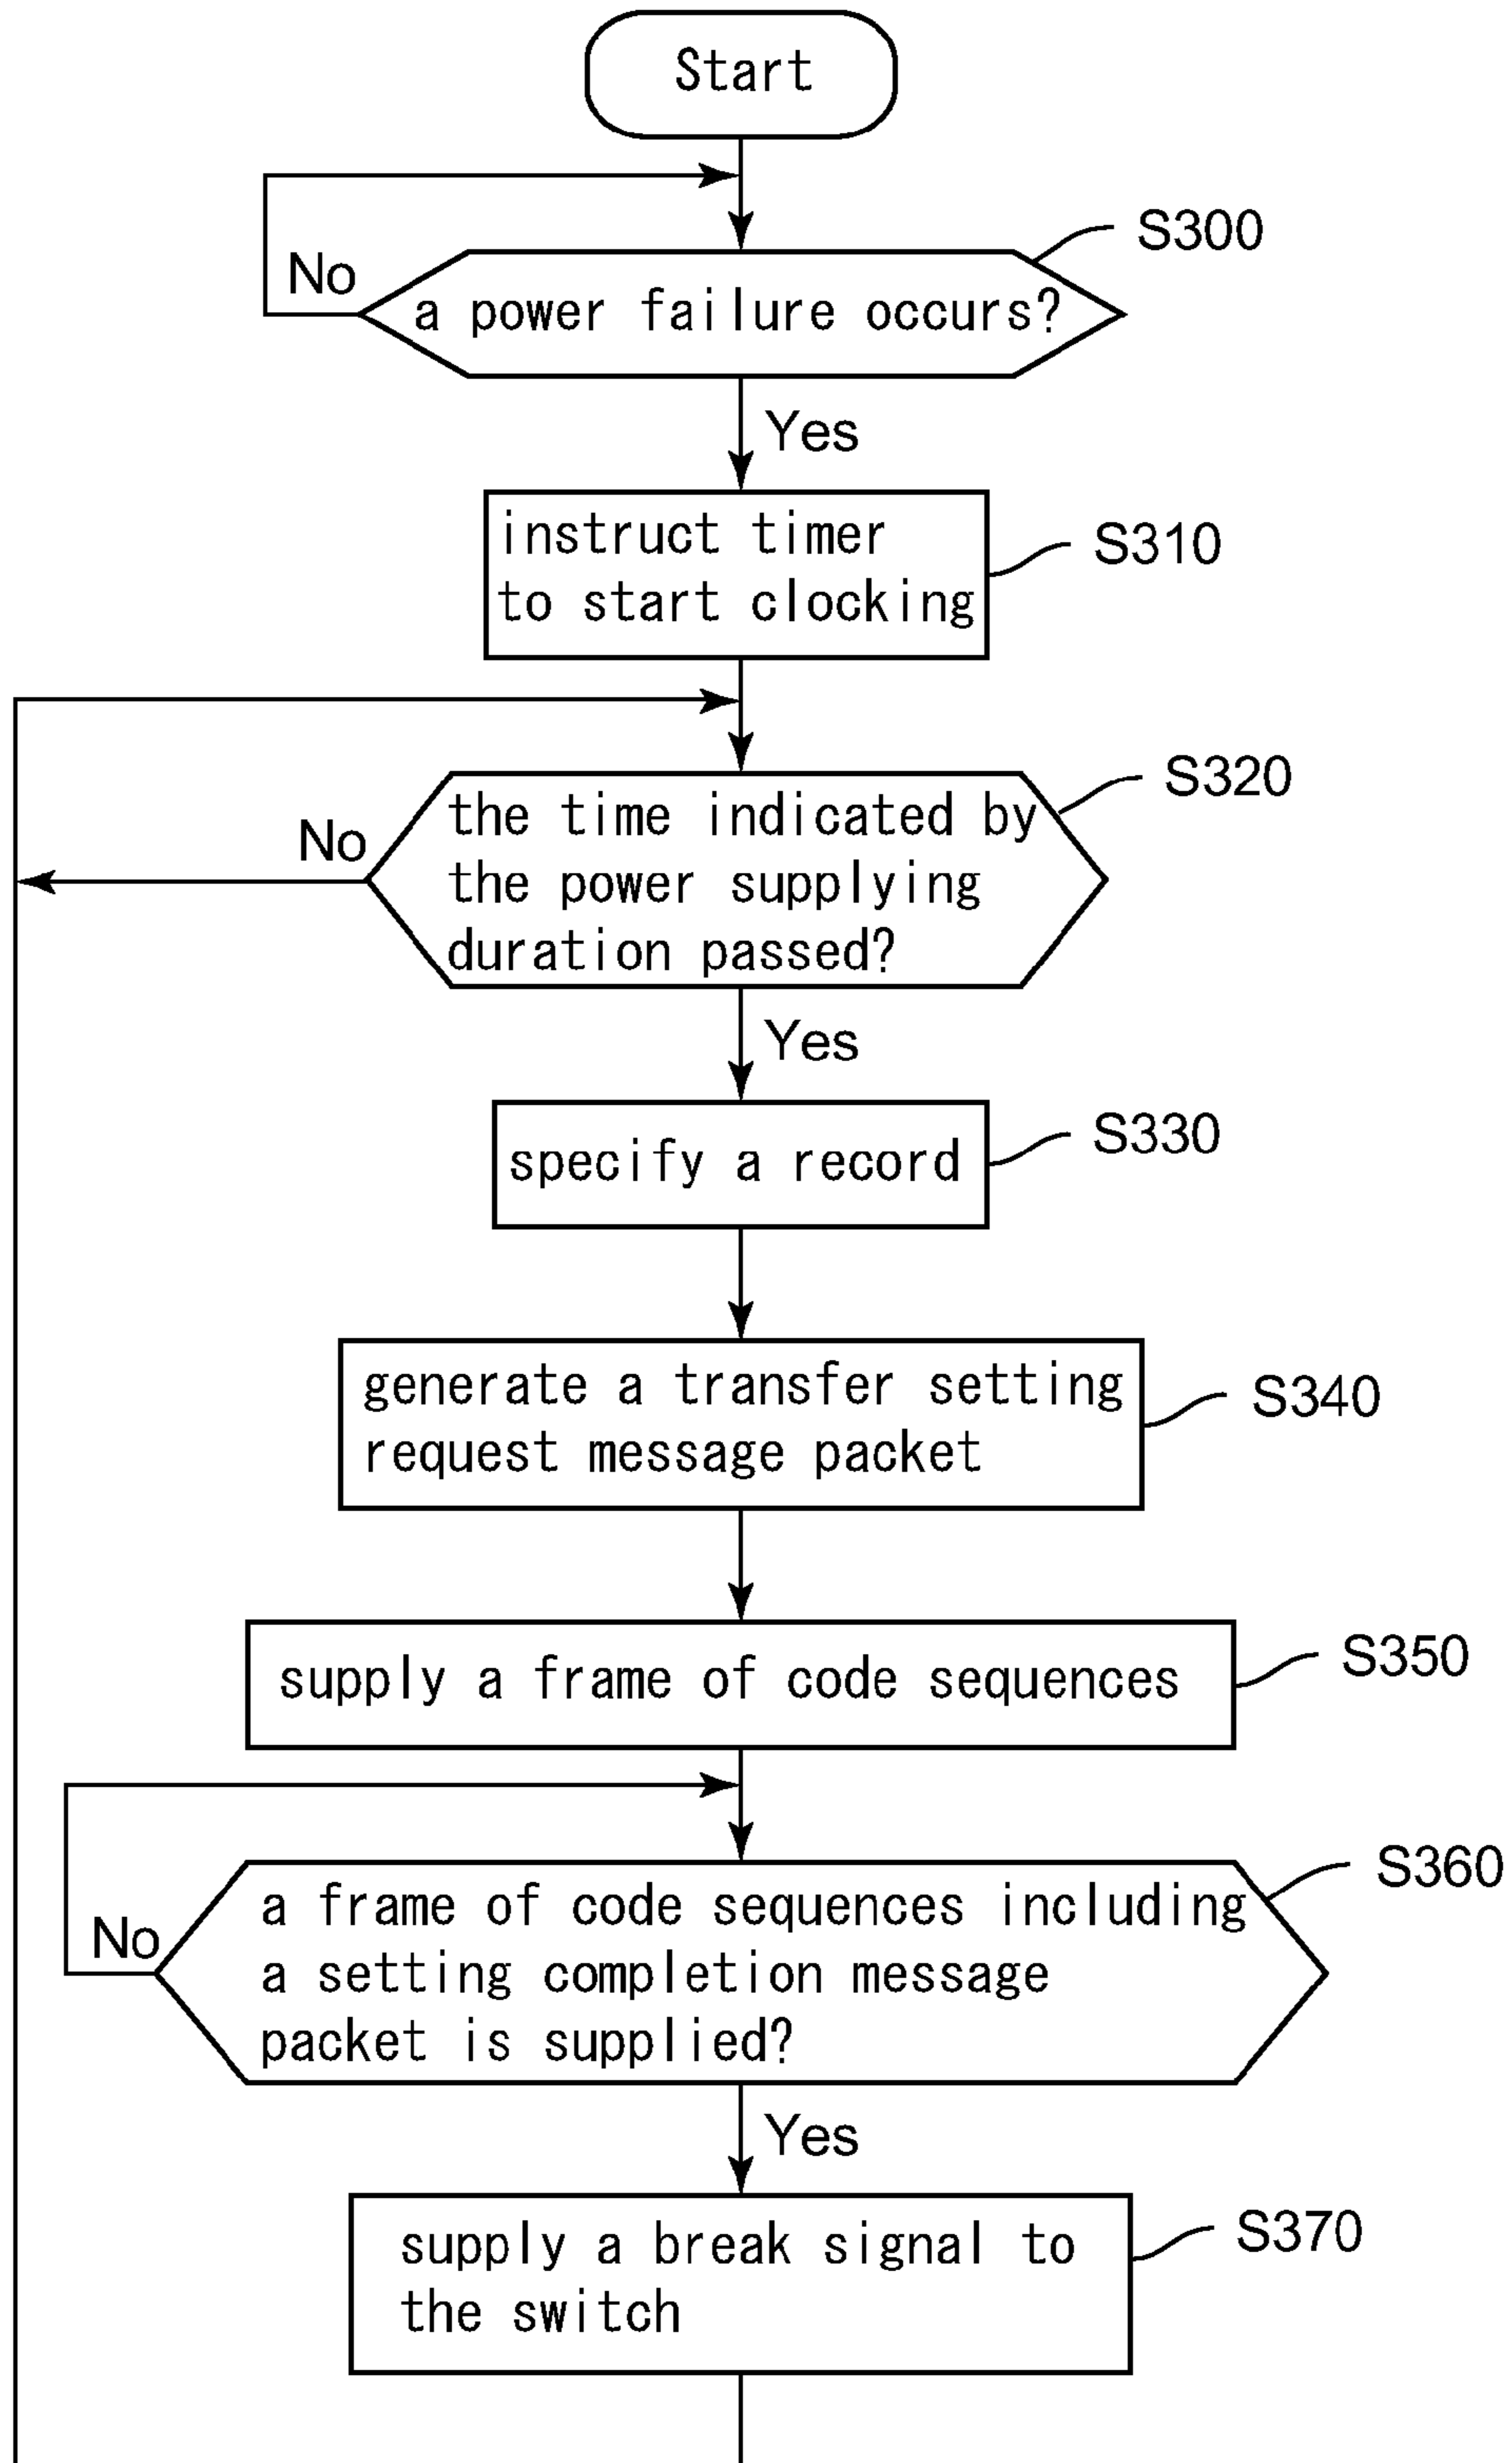 Start
S300
No
a power failure occurs?
Yes
instruct timer
to start clocking
S310
S320
No
the time indicated by
the power supplying
duration passed?
Yes
specify a record
S330
generate a transfer setting
request message packet
S340
supply a frame of code sequences
S350
S360
No
a frame of code sequences including
a setting completion message
packet is supplied?
Yes
supply a break signal to
the switch
S370